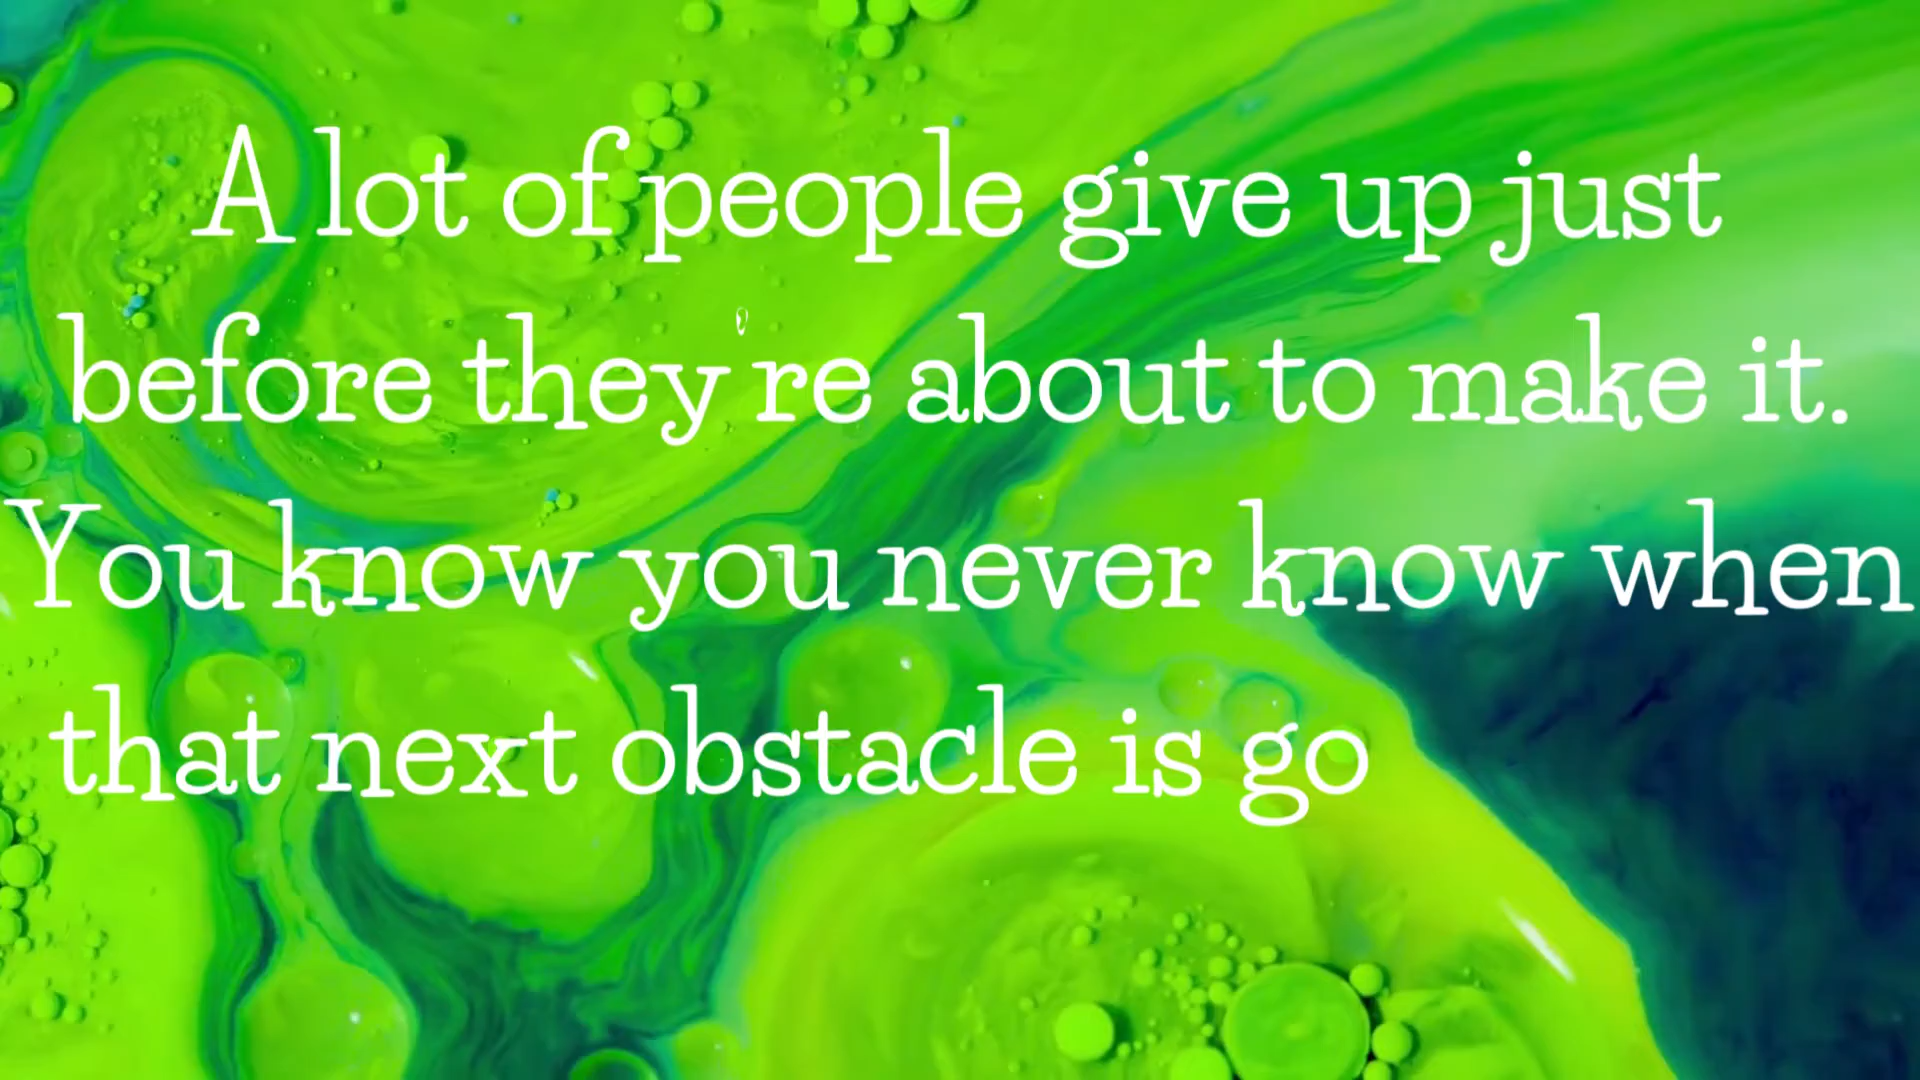 A lot of people give up just
before they're about to make it.
You know you never know when
that next obstacle is go